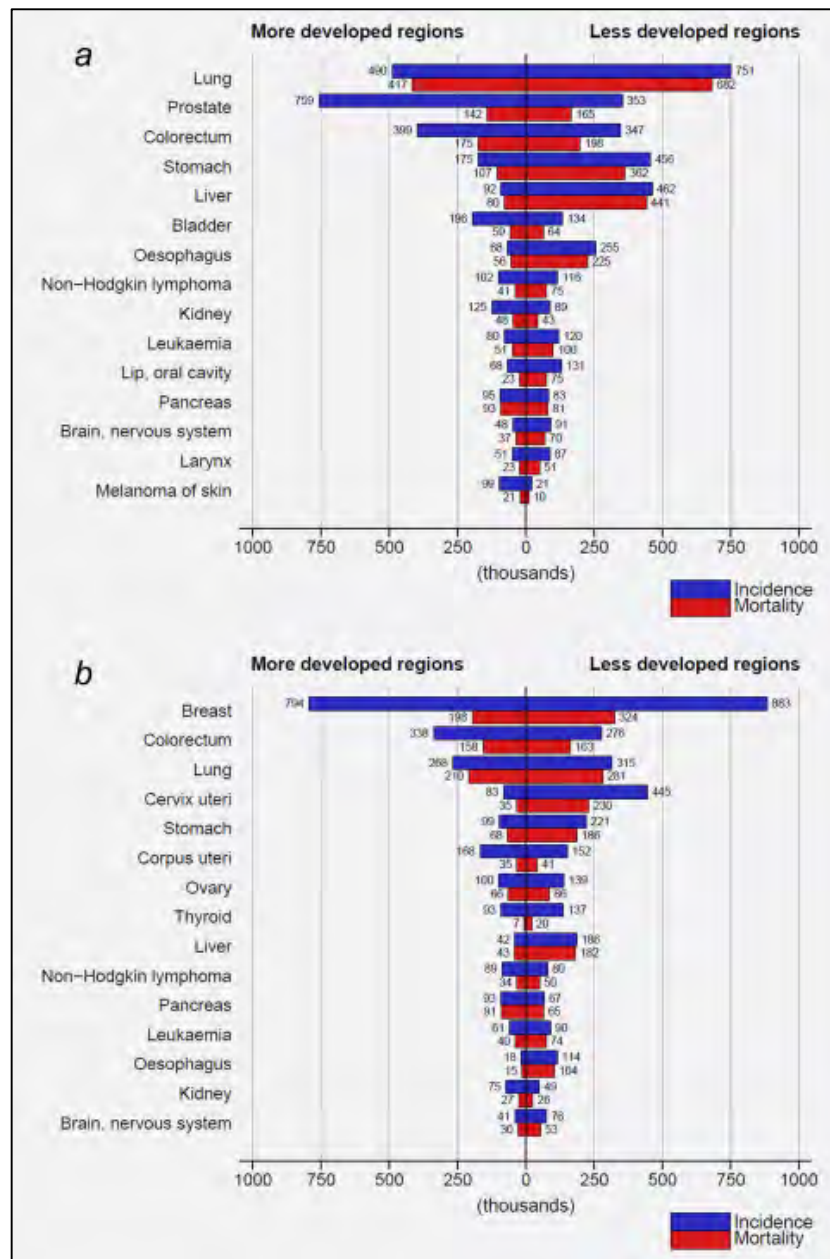 a
More developed regions Less developed regions
Lung 490 751
417 682
Prostate 759 353
142 165
Colorectum 399 347
175 198
Stomach 175 456
107 362
Liver 92 462
80 441
Bladder 196 134
59 64
Oesophagus 68 255
56 225
Non-Hodgkin lymphoma 102 116
41 75
Kidney 125 89
48 43
Leukaemia 80 120
51 100
Lip, oral cavity 68 131
23 75
Pancreas 95 83
93 81
Brain, nervous system 48 91
37 70
Larynx 51 87
23 51
Melanoma of skin 99 21
21 10
1000 750 500 250 0 250 500 750 1000
(thousands)
Incidence
Mortality
b
More developed regions Less developed regions
Breast 794 883
198 324
Colorectum 338 276
158 163
Lung 268 315
210 281
Cervix uteri 83 445
35 230
Stomach 99 221
68 186
Corpus uteri 168 152
35 41
Ovary 100 139
66 86
Thyroid 93 137
7 20
Liver 42 186
43 182
Non-Hodgkin lymphoma 89 80
34 50
Pancreas 93 67
91 65
Leukaemia 61 90
40 74
Oesophagus 18 114
15 104
Kidney 75 49
27 26
Brain, nervous system 41 76
30 53
1000 750 500 250 0 250 500 750 1000
(thousands)
Incidence
Mortality